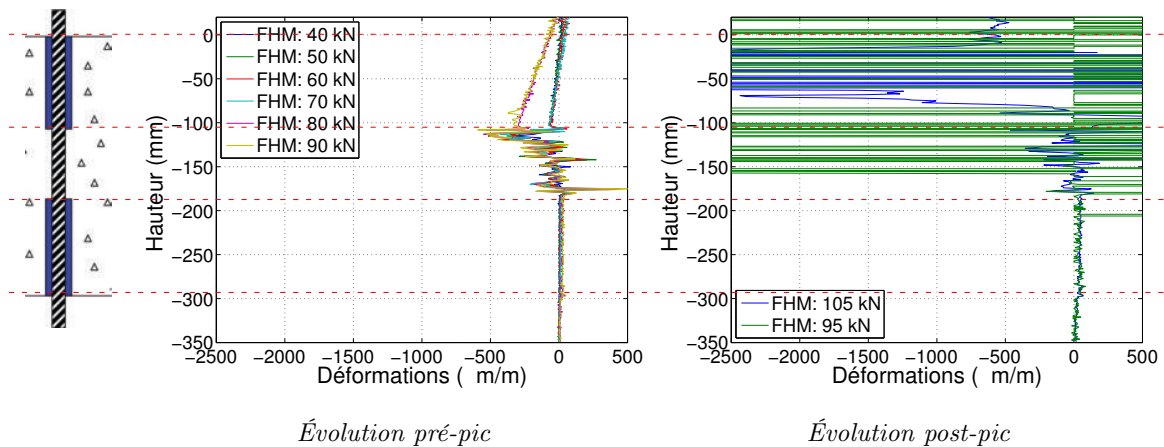 0
−50
−100
−150
−200
−250
−300
−350
Hauteur (mm)
FHM: 40 kN
FHM: 50 kN
FHM: 60 kN
FHM: 70 kN
FHM: 80 kN
FHM: 90 kN
−2500 −2000 −1500 −1000 −500 0 500
Déformations ( m/m)
Évolution pré-pic
0
−50
−100
−150
−200
−250
−300
−350
Hauteur (mm)
FHM: 105 kN
FHM: 95 kN
−2500 −2000 −1500 −1000 −500 0 500
Déformations ( m/m)
Évolution post-pic